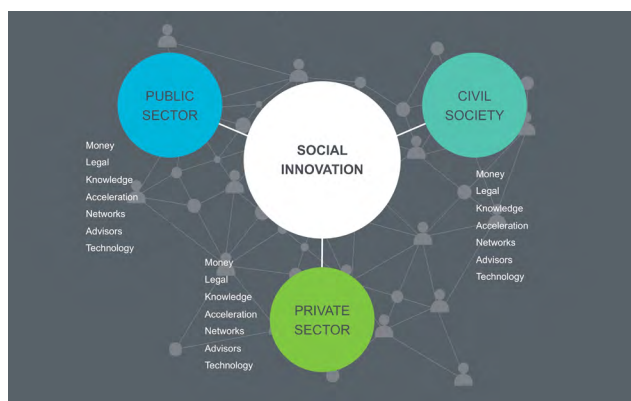 PUBLIC
SECTOR
Money
Legal
Knowledge
Acceleration
Networks
Advisors
Technology
SOCIAL
INNOVATION
CIVIL
SOCIETY
Money
Legal
Knowledge
Acceleration
Networks
Advisors
Technology
Money
Legal
Knowledge
Acceleration
Networks
Advisors
Technology
PRIVATE
SECTOR